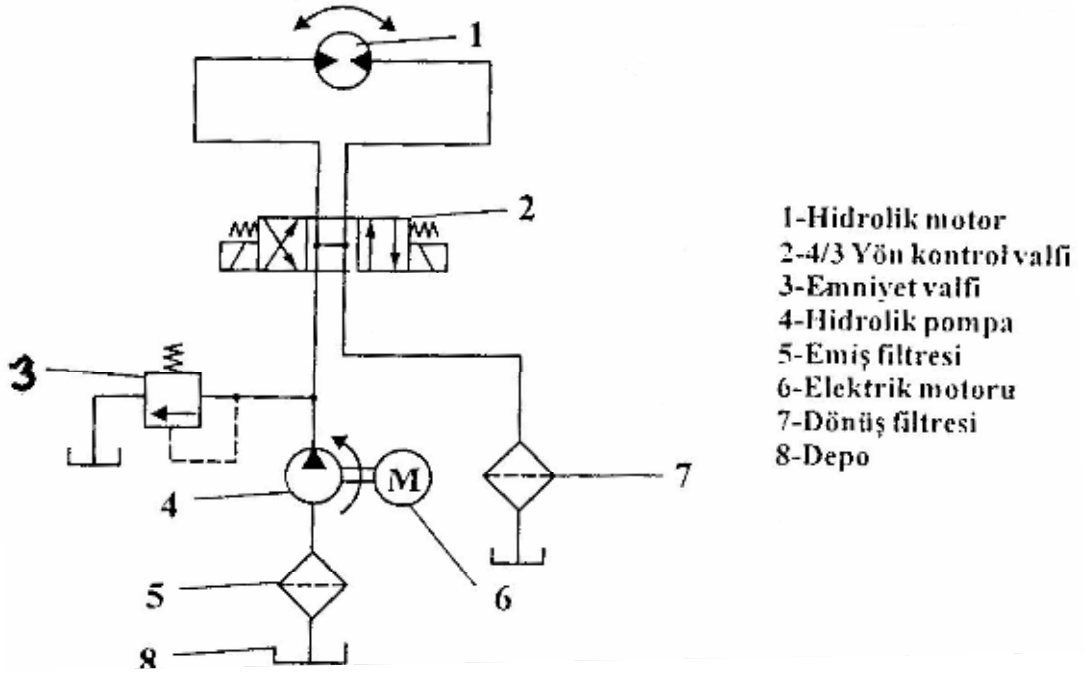 1
2
3
4
M
7
5
6
8
1-Hidrolik motor
2-4/3 Yön kontrol valfi
3-Emniyet valfi
4-Hidrolik pompa
5-Emiş filtresi
6-Elektrik motoru
7-Dönüş filtresi
8-Depo